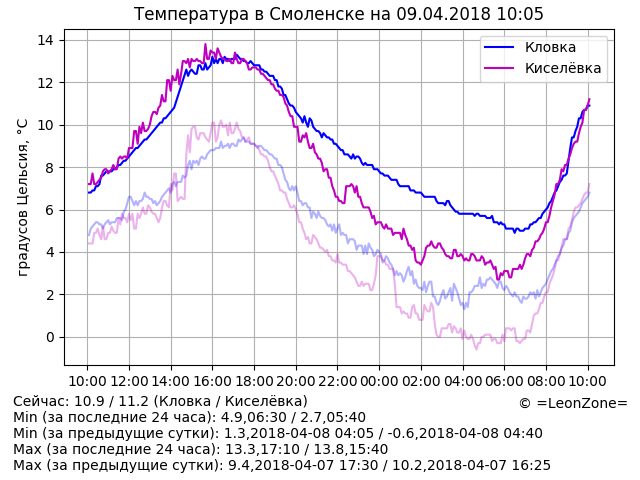 Температура в Смоленске на 09.04.2018 10:05
градусов Цельсия, °C
14
12
10
8
6
4
2
0
Кловка
Киселёвка
10:00 12:00 14:00 16:00 18:00 20:00 22:00 00:00 02:00 04:00 06:00 08:00 10:00
Сейчас: 10.9 / 11.2 (Кловка / Киселёвка)
© =LeonZone=
Min (за последние 24 часа): 4.9,06:30 / 2.7,05:40
Min (за предыдущие сутки): 1.3,2018-04-08 04:05 / -0.6,2018-04-08 04:40
Max (за последние 24 часа): 13.3,17:10 / 13.8,15:40
Max (за предыдущие сутки): 9.4,2018-04-07 17:30 / 10.2,2018-04-07 16:25